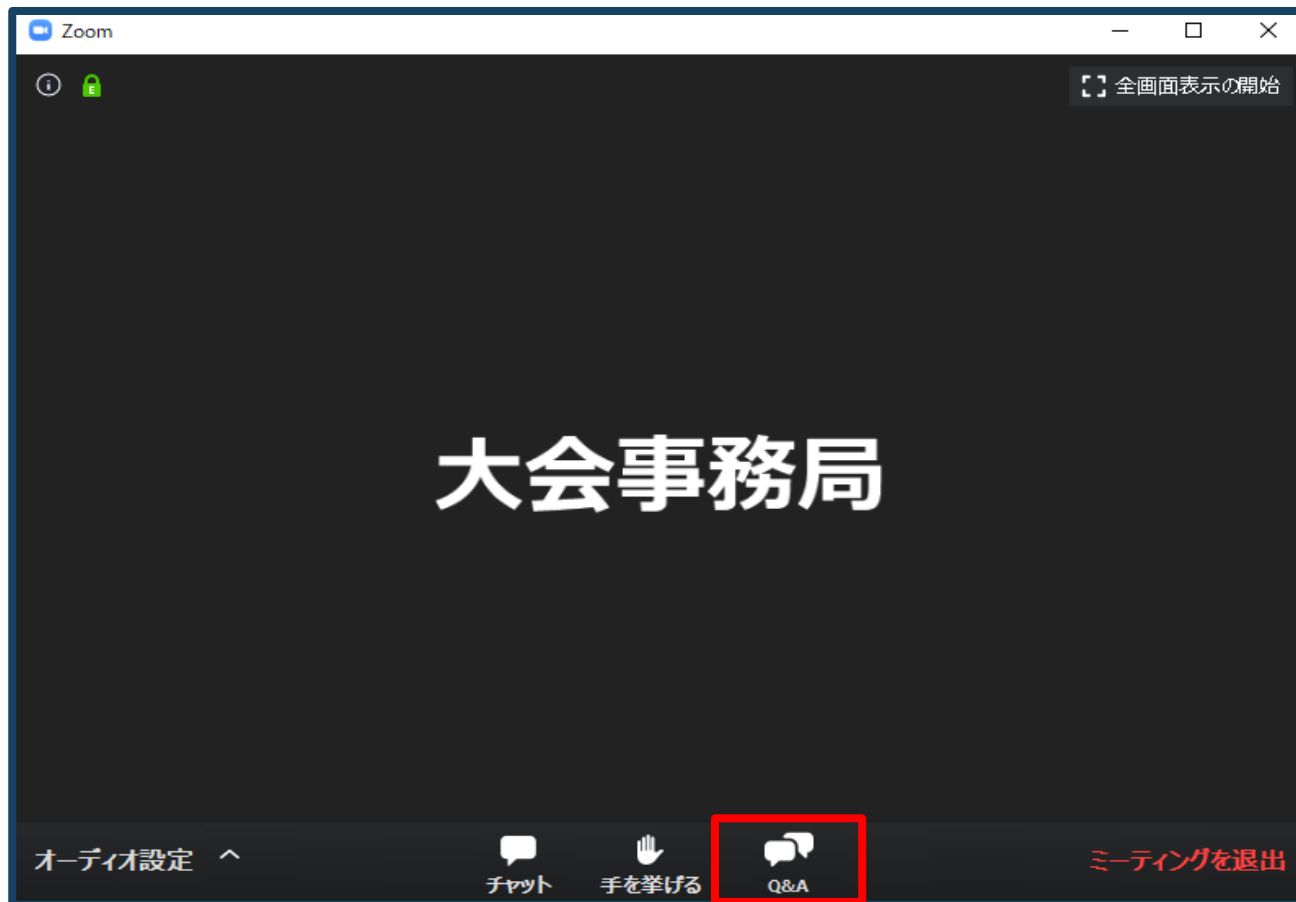 Zoom
全画面表示の開始
大会事務局
オーディオ設定
チャット
手を挙げる
Q&A
ミーティングを退出